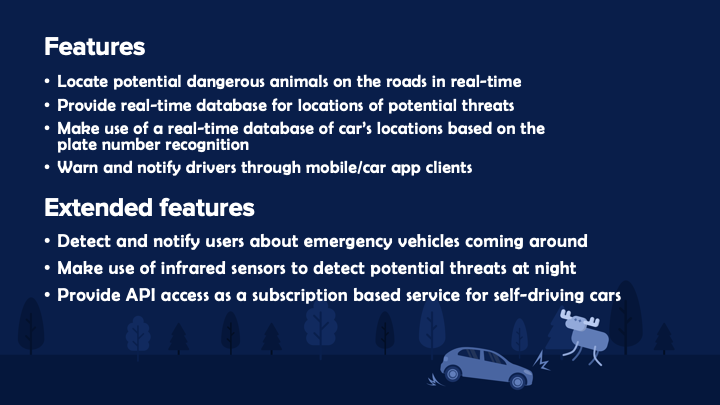 Features
• Locate potential dangerous animals on the roads in real-time
• Provide real-time database for locations of potential threats
• Make use of a real-time database of car's locations based on the
plate number recognition
• Warn and notify drivers through mobile/car app clients
Extended features
• Detect and notify users about emergency vehicles coming around
• Make use of infrared sensors to detect potential threats at night
• Provide API access as a subscription based service for self-driving cars